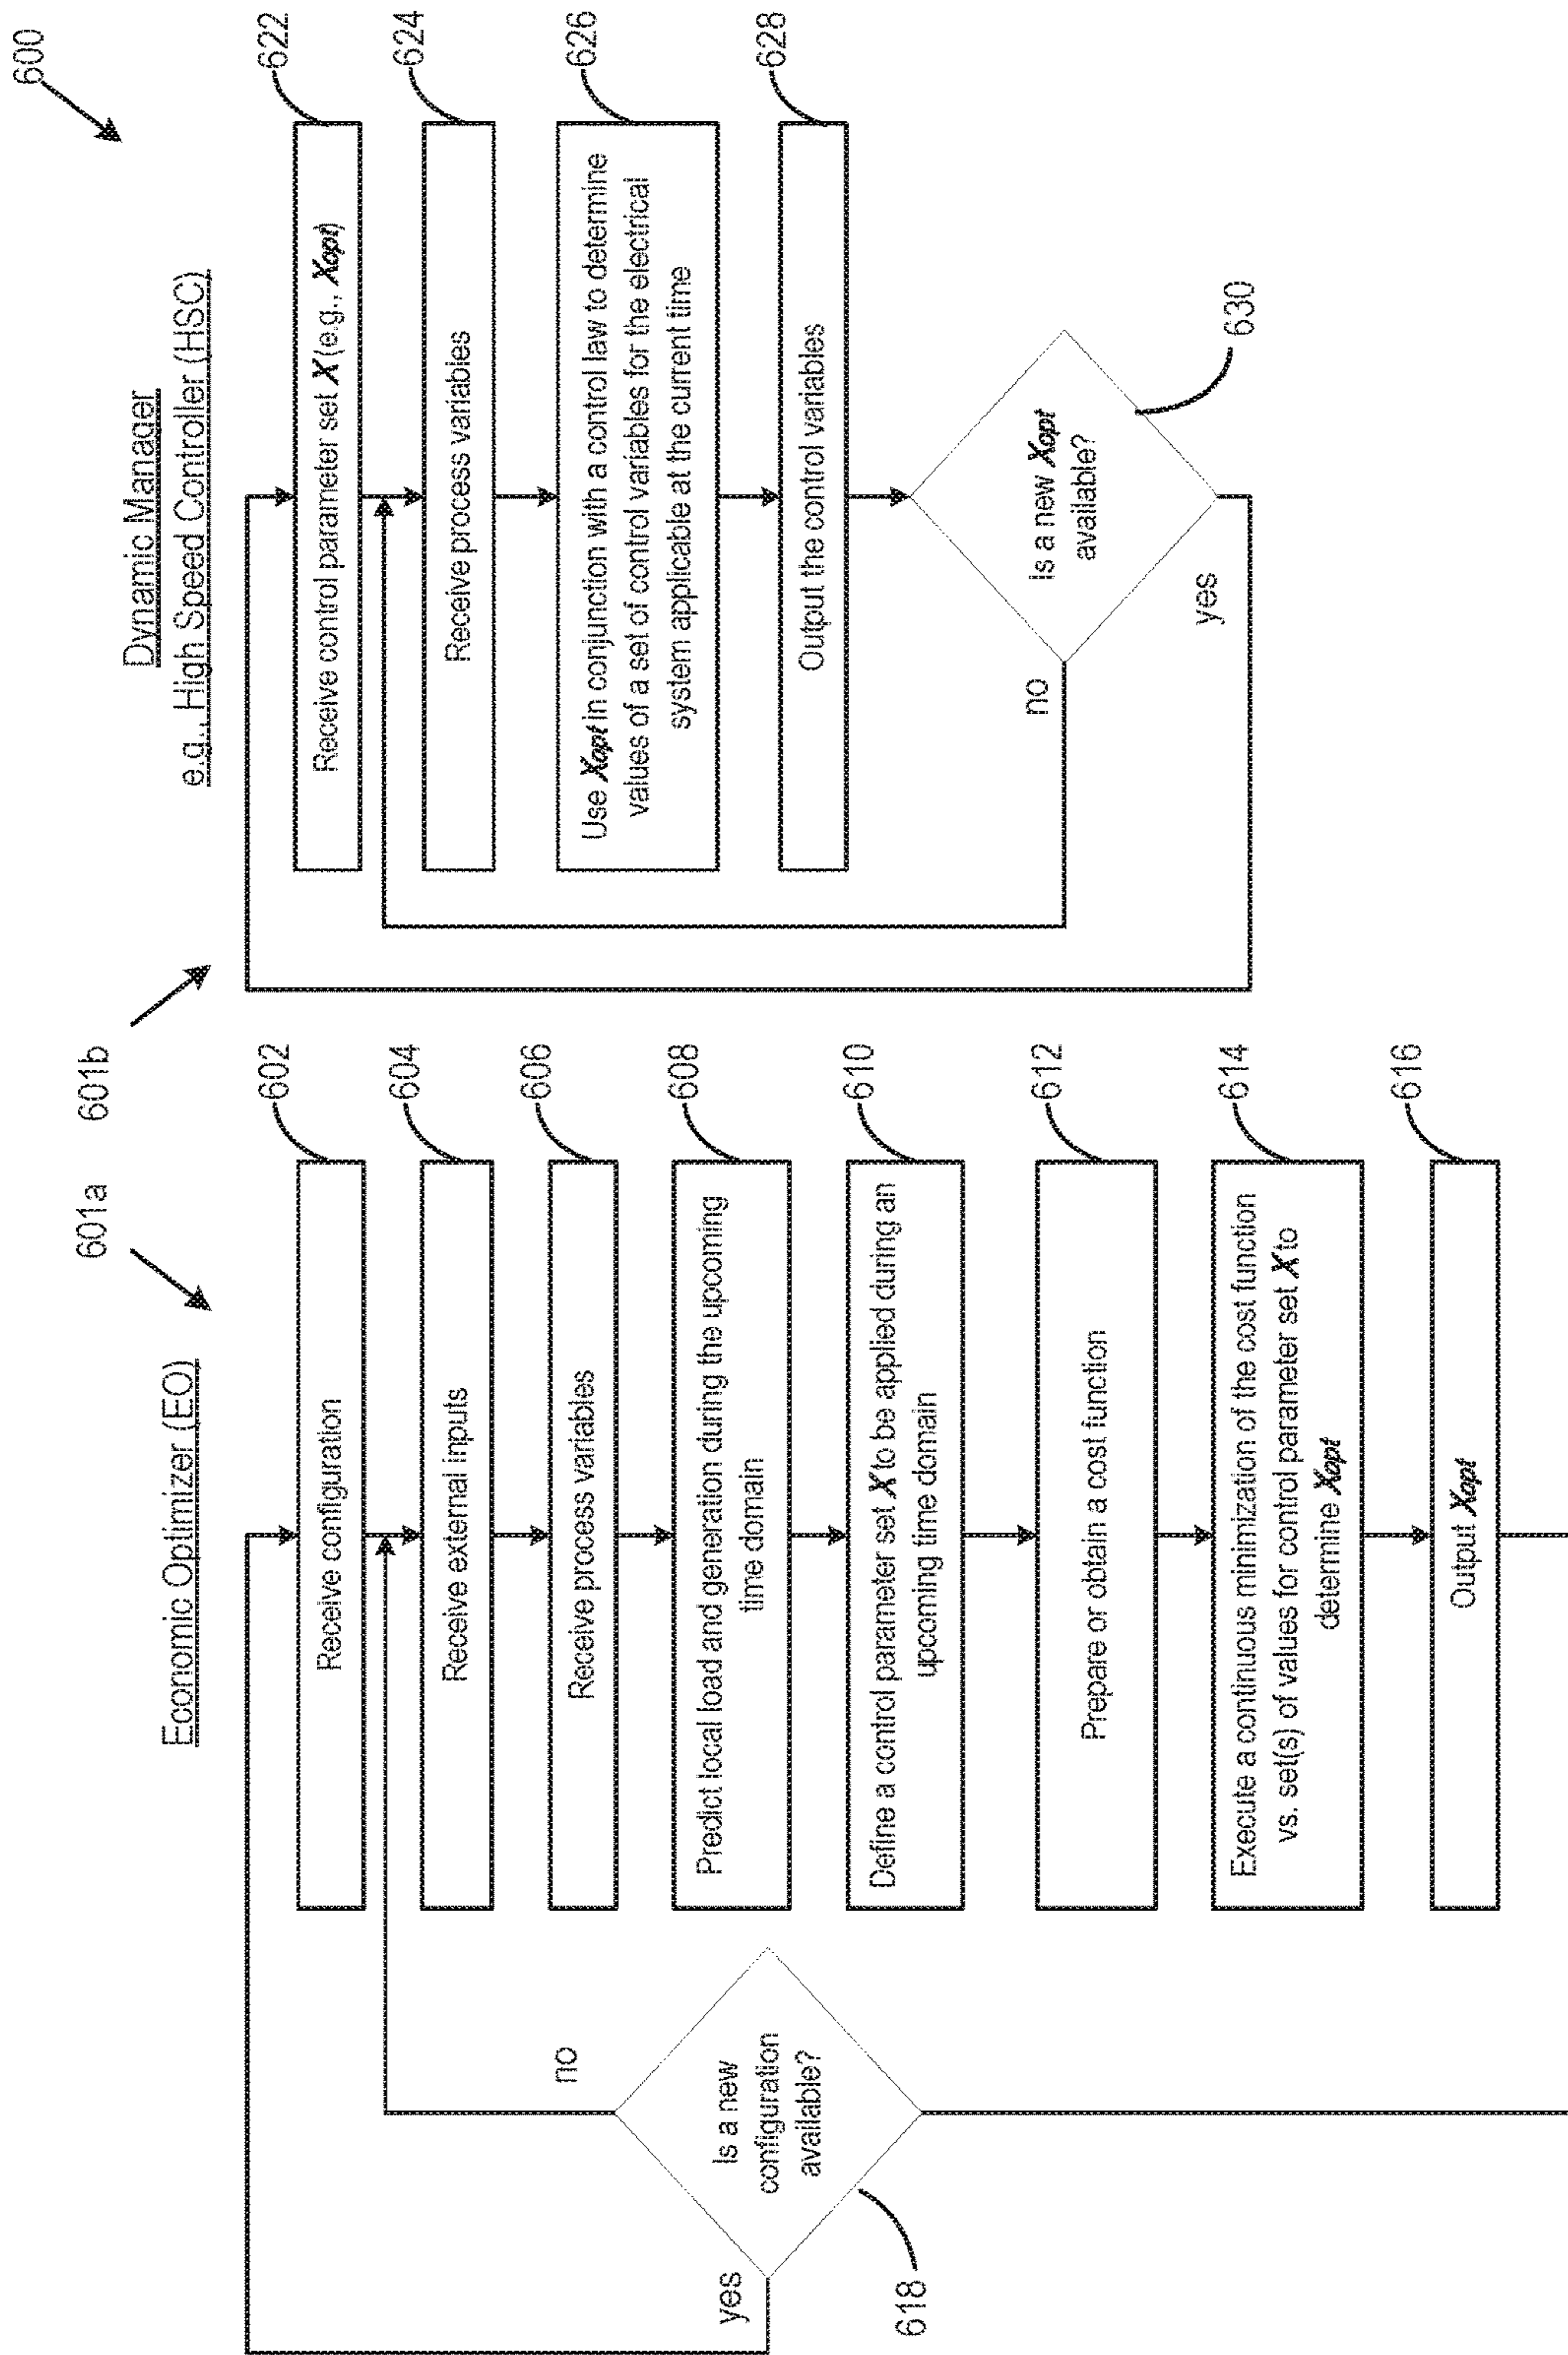 600
601a
Economic Optimizer (EO)
Receive configuration
602
Receive external inputs
604
Receive process variables
606
Predict local load and generation during the upcoming
time domain
608
Define a control parameter set X to be applied during an
upcoming time domain
610
Prepare or obtain a cost function
612
Execute a continuous minimization of the cost function
vs. set(s) of values for control parameter set X to
determine Xopt
614
Output Xopt
616
Is a new
configuration
available?
yes
no
618
601b
Dynamic Manager
e.g., High Speed Controller (HSC)
Receive control parameter set X (e.g., Xopt)
622
Receive process variables
624
Use Xopt in conjunction with a control law to determine
values of a set of control variables for the electrical
system applicable at the current time
626
Output the control variables
628
Is a new Xopt
available?
no
yes
630